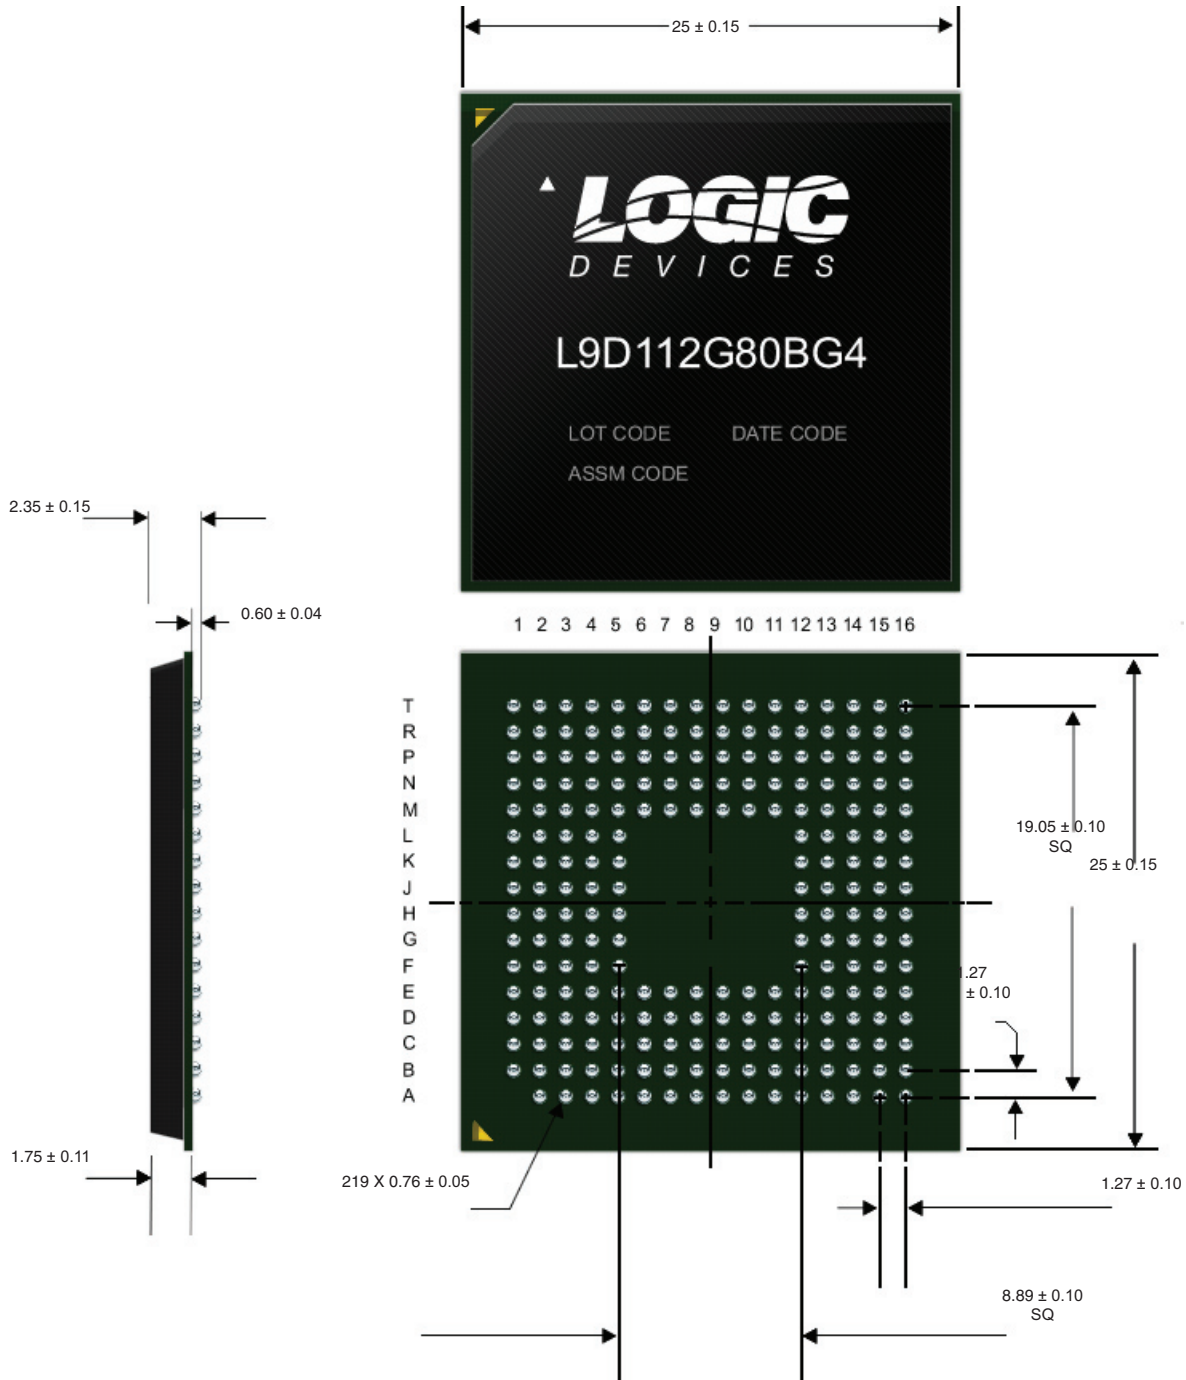 25 ± 0.15
LOGIC
DEVICES
L9D112G80BG4
LOT CODE DATE CODE
ASSM CODE
2.35 ± 0.15
0.60 ± 0.04
1 2 3 4 5 6 7 8 9 10 11 12 13 14 15 16
T
R
P
N
M
L
K
J
H
G
F
E
D
C
B
A
19.05 ± 0.10
SQ
25 ± 0.15
1.27
± 0.10
1.75 ± 0.11
219 X 0.76 ± 0.05
1.27 ± 0.10
8.89 ± 0.10
SQ